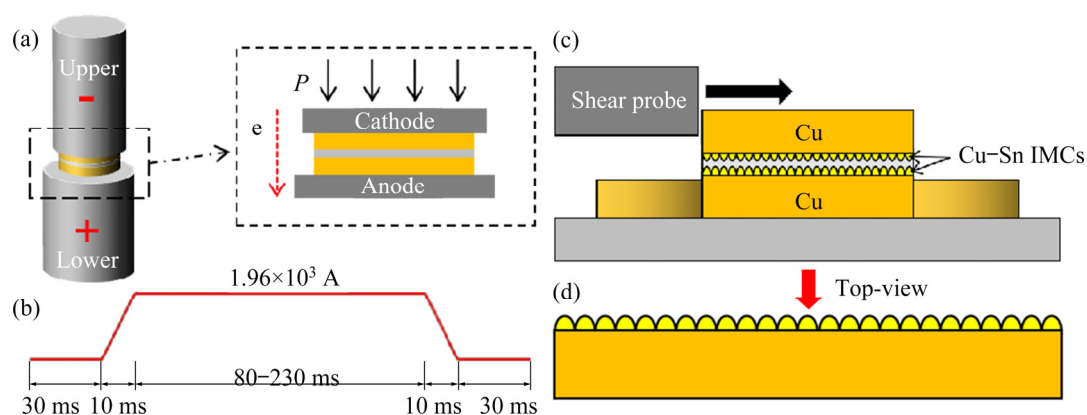 (a)
Upper
-
+
Lower
P
e
Cathode
Anode
(b)
1.96×10³ A
80−230 ms
30 ms 10 ms 10 ms 30 ms
(c)
Shear probe
Cu
Cu−Sn IMCs
Cu
(d)
Top-view